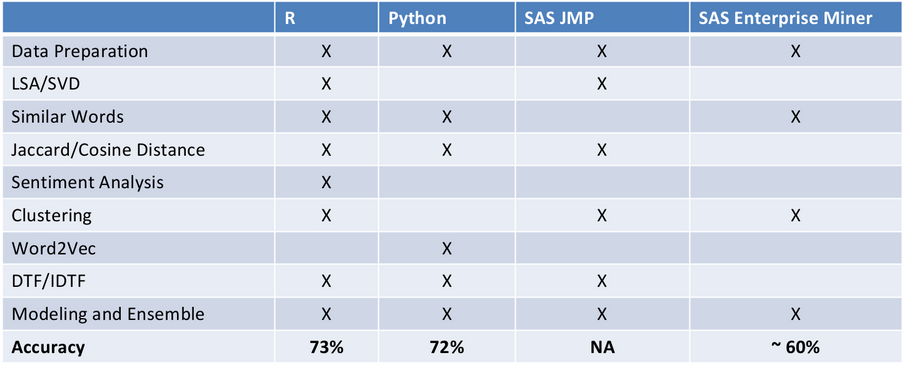 R Python SAS JMP SAS Enterprise Miner
Data Preparation X X X X
LSA/SVD X X
Similar Words X X X
Jaccard/Cosine Distance X X X
Sentiment Analysis X
Clustering X X X
Word2Vec X
DTF/IDTF X X X
Modeling and Ensemble X X X X
Accuracy 73% 72% NA ~ 60%